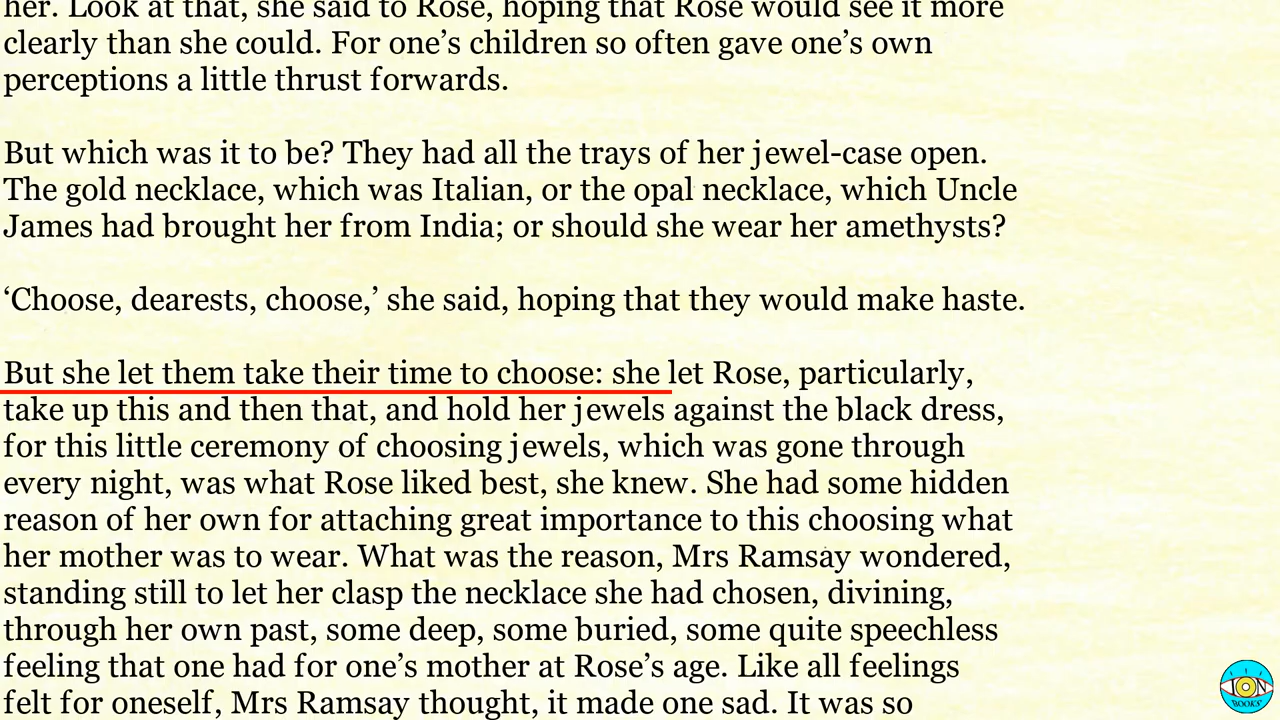 her. Look at that, she said to Rose, hoping that Rose would see it more
clearly than she could. For one’s children so often gave one’s own
perceptions a little thrust forwards.
But which was it to be? They had all the trays of her jewel-case open.
The gold necklace, which was Italian, or the opal necklace, which Uncle
James had brought her from India; or should she wear her amethysts?
‘Choose, dearests, choose,’ she said, hoping that they would make haste.
But she let them take their time to choose: she let Rose, particularly,
take up this and then that, and hold her jewels against the black dress,
for this little ceremony of choosing jewels, which was gone through
every night, was what Rose liked best, she knew. She had some hidden
reason of her own for attaching great importance to this choosing what
her mother was to wear. What was the reason, Mrs Ramsay wondered,
standing still to let her clasp the necklace she had chosen, divining,
through her own past, some deep, some buried, some quite speechless
feeling that one had for one’s mother at Rose’s age. Like all feelings
felt for oneself, Mrs Ramsay thought, it made one sad. It was so
ION
BOOKS